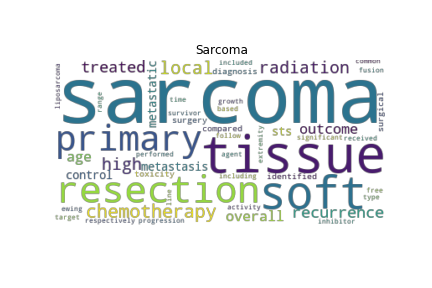 Sarcoma
liposarcoma
treated
metastatic
local
included
diagnosis
radiation
common
fusion
sarcoma
range
time
survivor
surgery
growth
based
surgical
primary
compared
follow
agent
extremity
sts
outcome
significant
received
tissue
age
high
performed
metastasis
control
toxicity
including
identified
resection
line
soft
free
type
ewing
target
chemotherapy
activity
overall
recurrence
respectively
progression
inhibitor